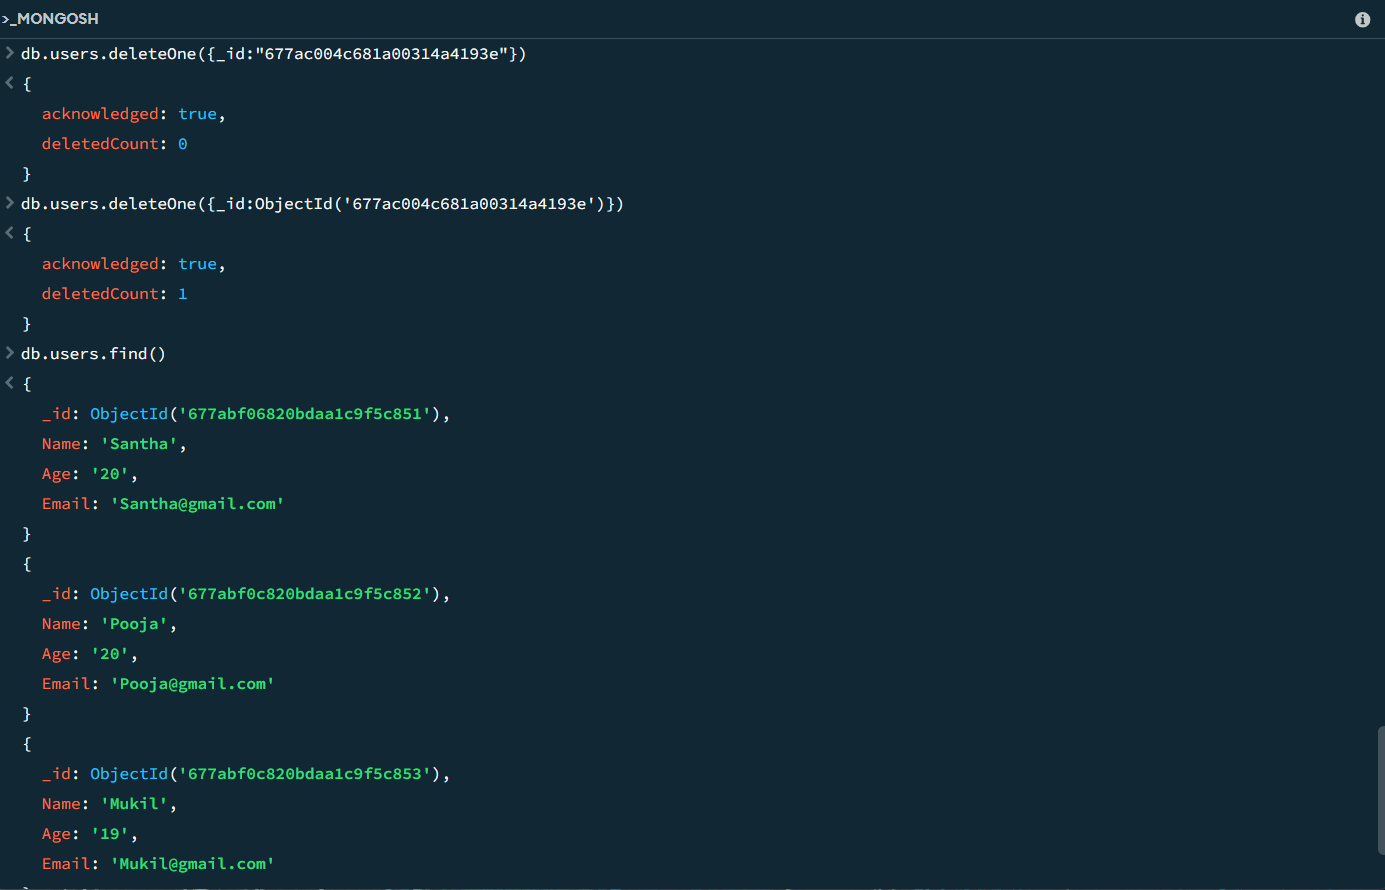 >_MONGOSH
> db.users.deleteOne({_id:"677ac004c681a00314a4193e"})
< {
acknowledged: true,
deletedCount: 0
}
> db.users.deleteOne({_id:ObjectId('677ac004c681a00314a4193e')})
< {
acknowledged: true,
deletedCount: 1
}
> db.users.find()
< {
_id: ObjectId('677abf06820bdaa1c9f5c851'),
Name: 'Santha',
Age: '20',
Email: 'Santha@gmail.com'
}
{
_id: ObjectId('677abf0c820bdaa1c9f5c852'),
Name: 'Pooja',
Age: '20',
Email: 'Pooja@gmail.com'
}
{
_id: ObjectId('677abf0c820bdaa1c9f5c853'),
Name: 'Mukil',
Age: '19',
Email: 'Mukil@gmail.com'